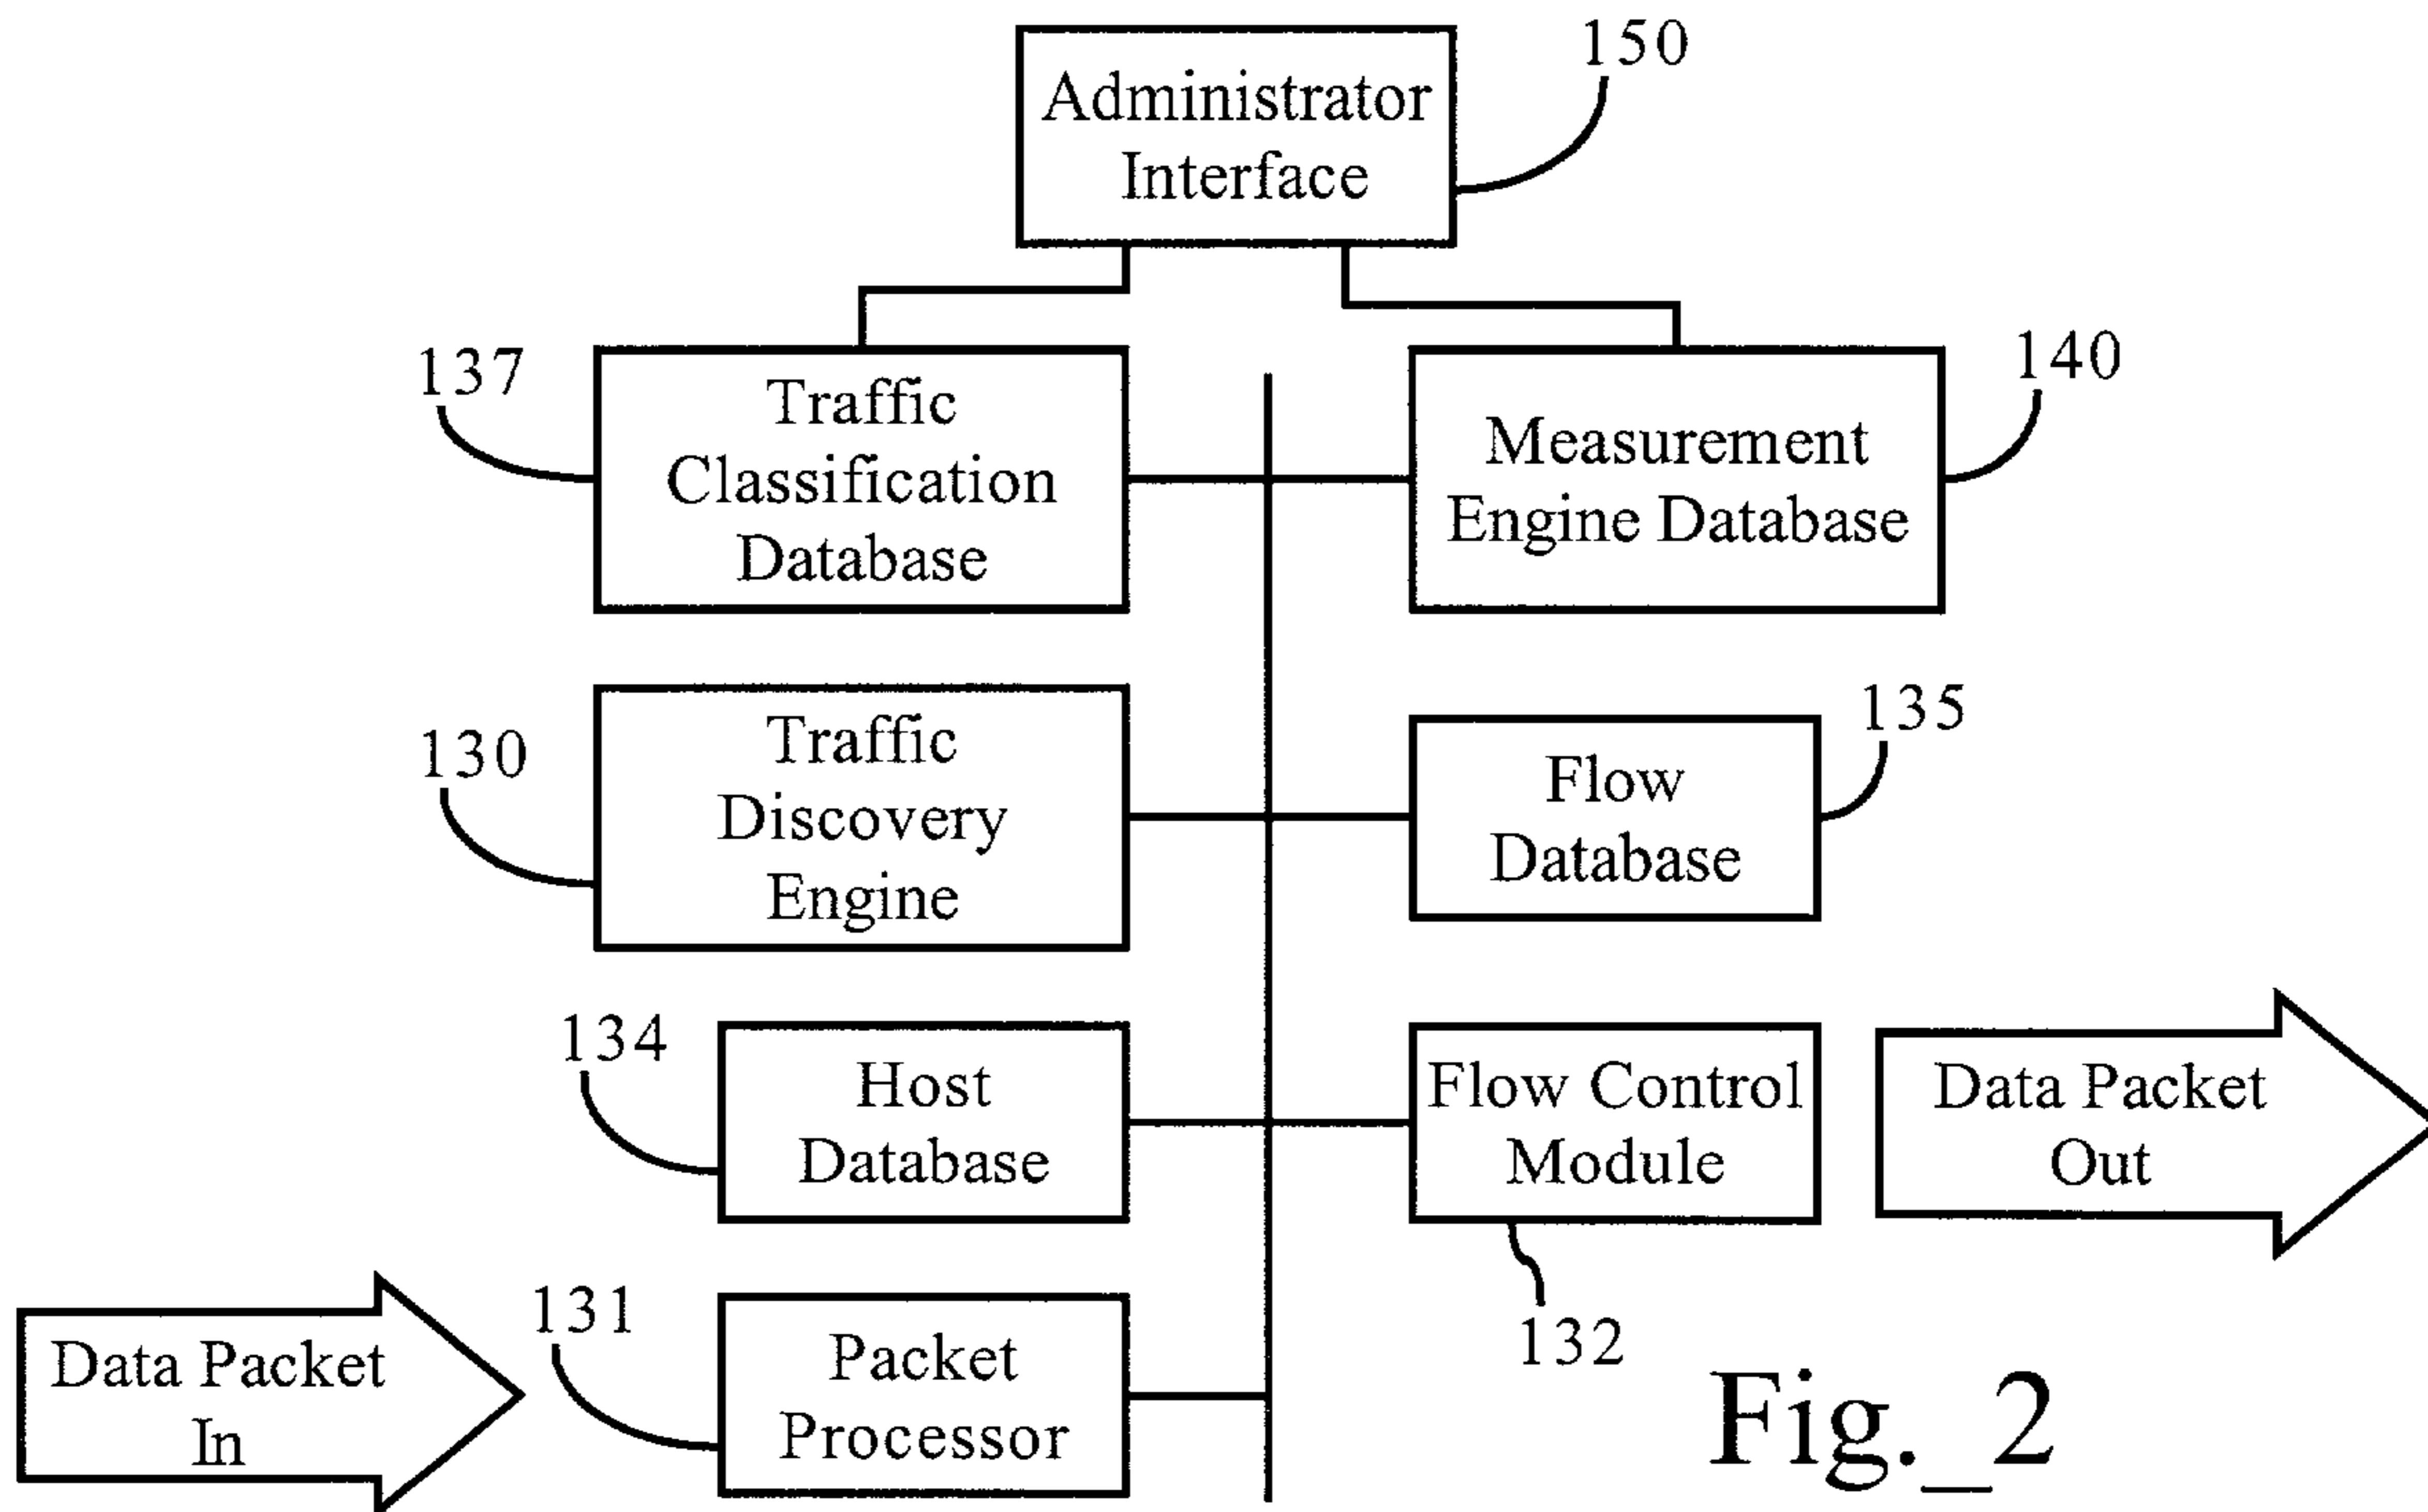 150
Administrator
Interface
137
Traffic
Classification
Database
140
Measurement
Engine Database
130
Traffic
Discovery
Engine
135
Flow
Database
134
Host
Database
Flow Control
Module
132
Data Packet
Out
Data Packet
In
131
Packet
Processor
Fig._2